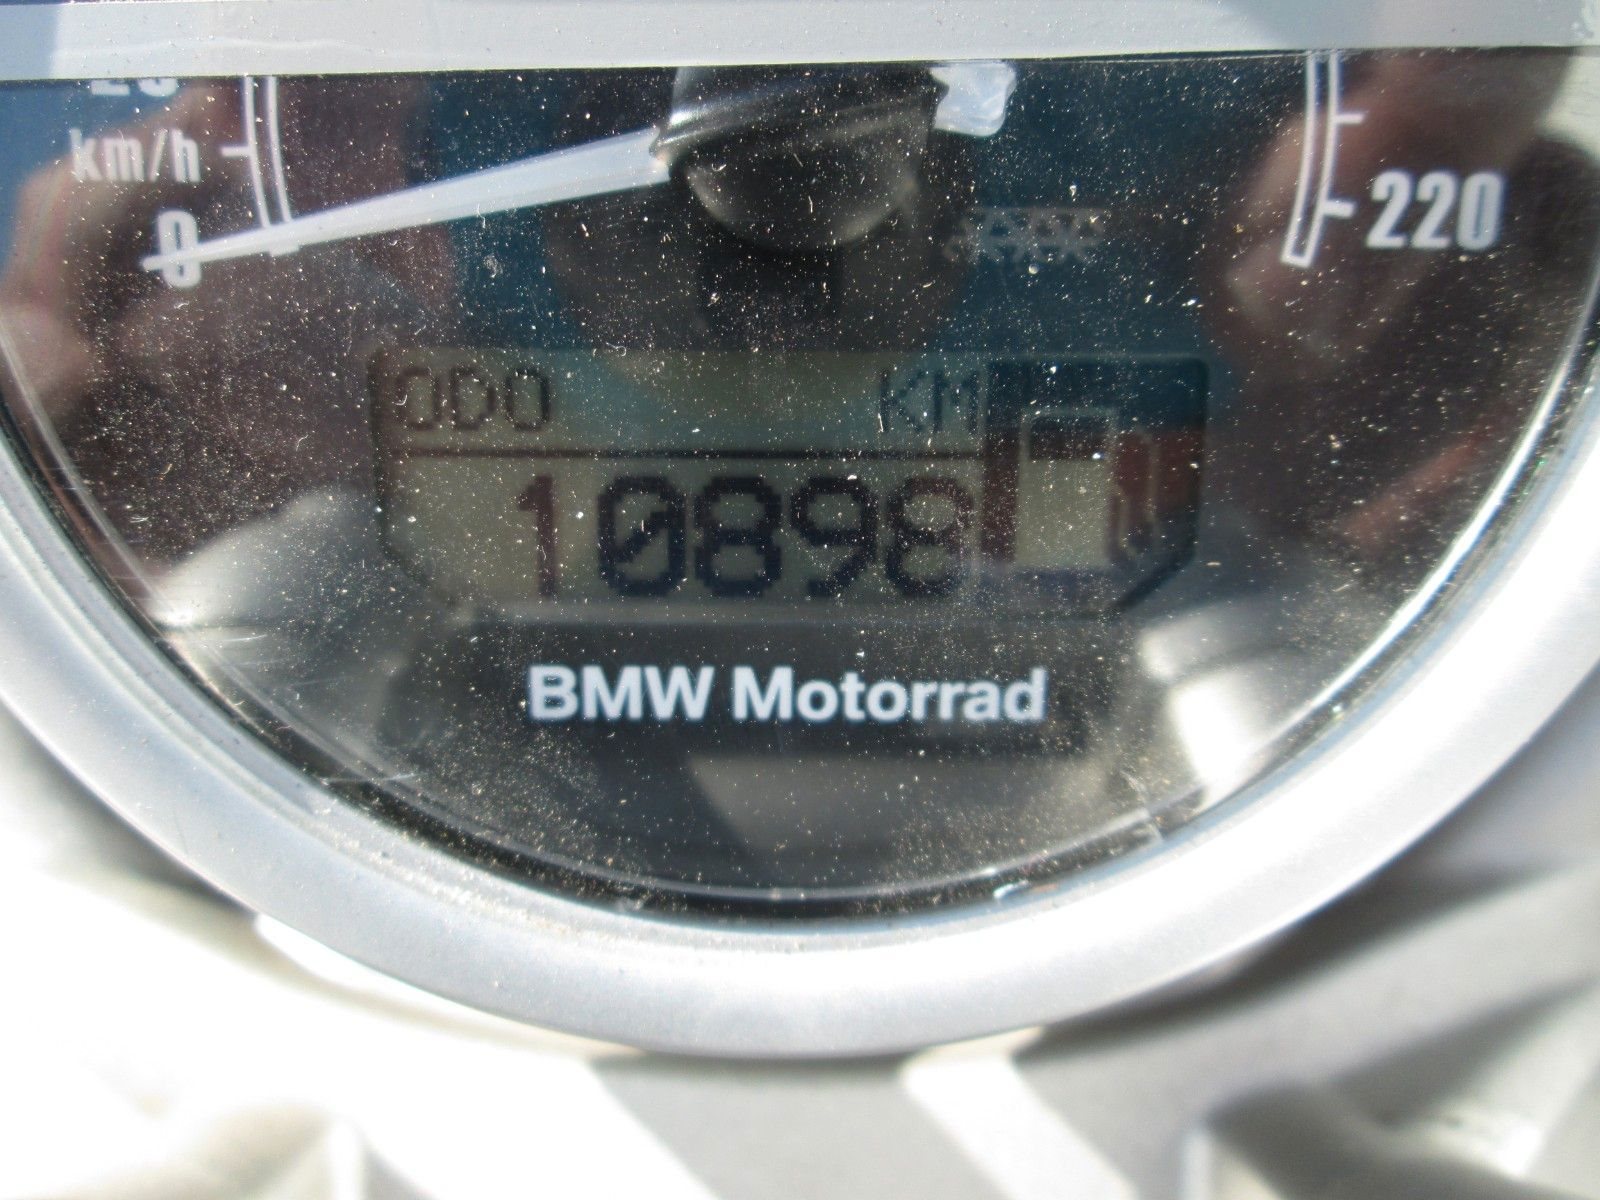 km/h
0
220
ODO KM
10898
BMW Motorrad